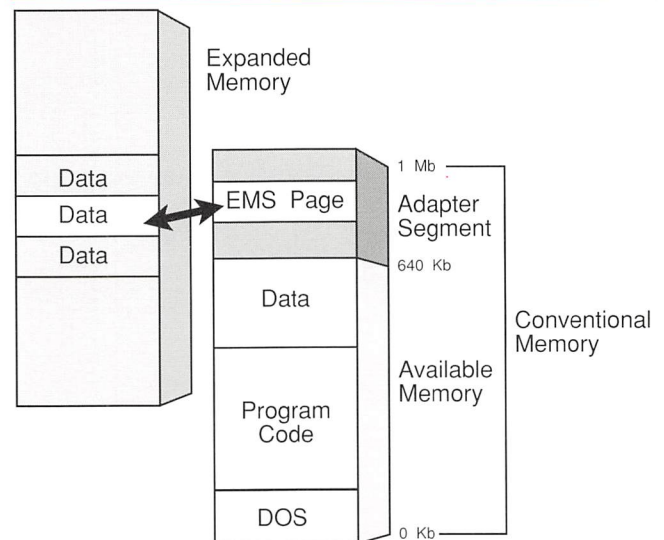 Expanded
Memory
Data
Data
Data
EMS Page
Data
Program
Code
DOS
1 Mb
Adapter
Segment
640 Kb
Available
Memory
0 Kb
Conventional
Memory